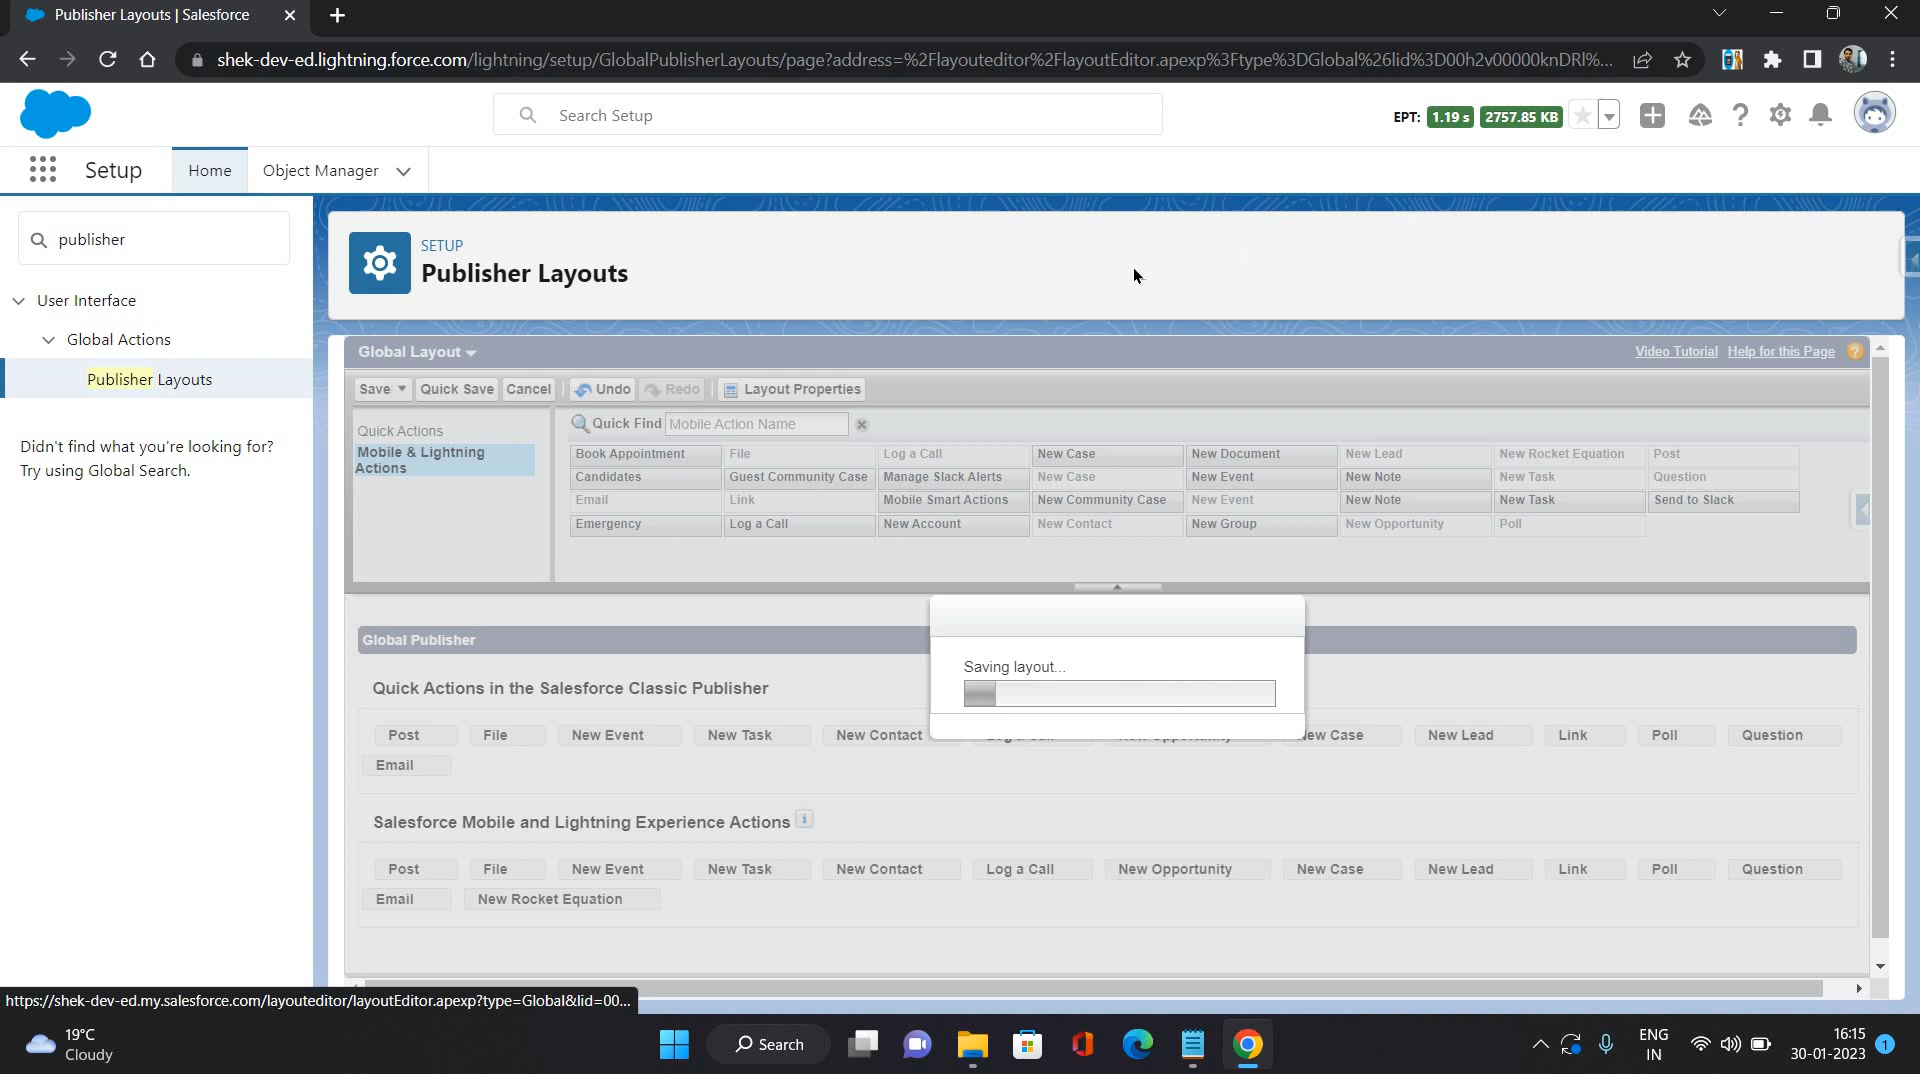 Publisher Layouts | Salesforce
shek-dev-ed.lightning.force.com/lightning/setup/GlobalPublisherLayouts/page?address=%2Flayouteditor%2FlayoutEditor.apexp%3Ftype%3DGlobal%26lid%3D00h2v00000knDRl%...
Search Setup
EPT: 1.19 s 2757.85 KB
Setup Home Object Manager
publisher
User Interface
Global Actions
Publisher Layouts
Didn't find what you're looking for?
Try using Global Search.
SETUP
Publisher Layouts
Global Layout
Video Tutorial Help for this Page ?
Save Quick Save Cancel Undo Redo Layout Properties
Quick Find Mobile Action Name
Quick Actions
Mobile & Lightning
Actions
Book Appointment File Log a Call New Case New Document New Lead New Rocket Equation Post
Candidates Guest Community Case Manage Slack Alerts New Case New Event New Note New Task Question
Email Link Mobile Smart Actions New Community Case New Event New Note New Task Send to Slack
Emergency Log a Call New Account New Contact New Group New Opportunity Poll
Global Publisher
Saving layout...
Quick Actions in the Salesforce Classic Publisher
Post File New Event New Task New Contact New Case New Lead Link Poll Question
Email
Salesforce Mobile and Lightning Experience Actions i
Post File New Event New Task New Contact Log a Call New Opportunity New Case New Lead Link Poll Question
Email New Rocket Equation
https://shek-dev-ed.my.salesforce.com/layouteditor/layoutEditor.apexp?type=Global&lid=00...
19°C
Cloudy
Search
ENG
IN
16:15
30-01-2023
1